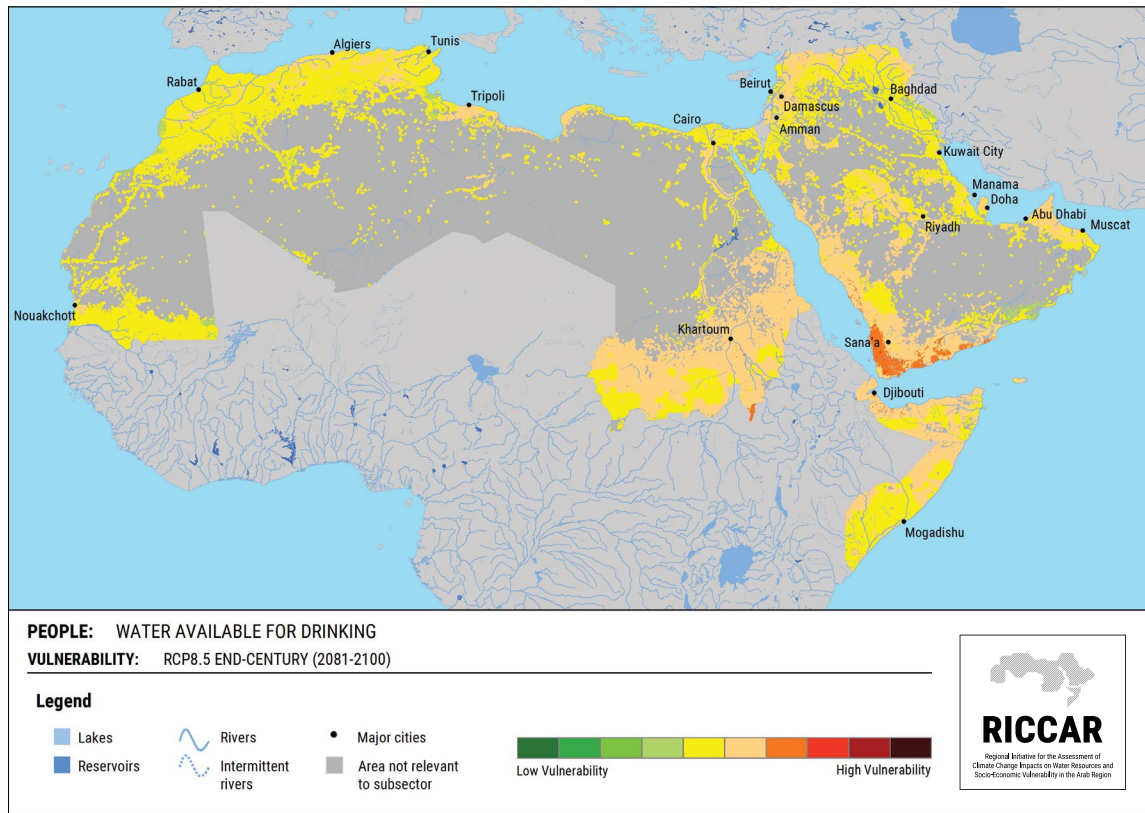 Algiers
Tunis
Rabat
Tripoli
Beirut
Damascus
Baghdad
Cairo
Amman
Kuwait City
Manama
Doha
Abu Dhabi
Muscat
Riyadh
Nouakchott
Khartoum
Sana'a
Djibouti
Mogadishu
PEOPLE: WATER AVAILABLE FOR DRINKING
VULNERABILITY: RCP8.5 END-CENTURY (2081-2100)
Legend
Lakes
Reservoirs
Rivers
Intermittent
rivers
Major cities
Area not relevant
to subsector
Low Vulnerability
High Vulnerability
RICCAR
Regional Initiative for the Assessment of
Climate Change Impacts on Water Resources and
Socio-Economic Vulnerability in the Arab Region